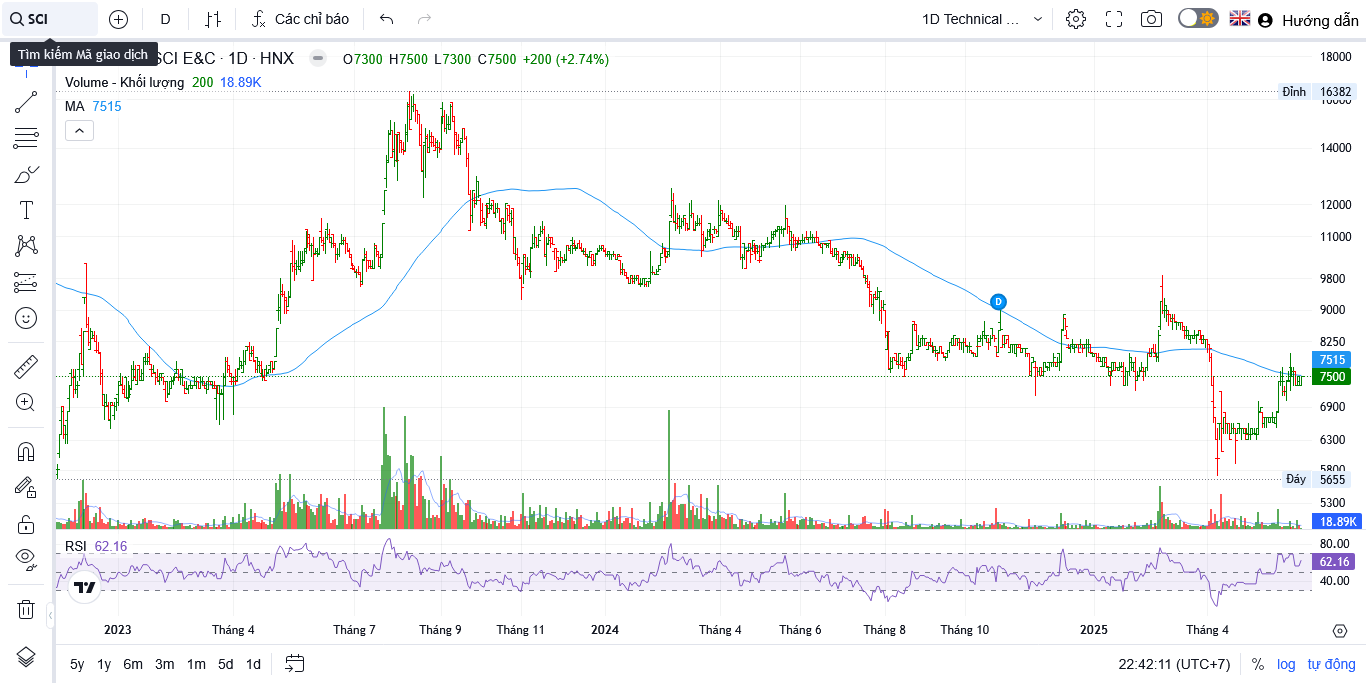 SCI D Các chỉ báo 1D Technical ... Hướng dẫn
Tìm kiếm Mã giao dịch
SCI E&C · 1D · HNX O7300 H7500 L7300 C7500 +200 (+2.74%)
Volume - Khối lượng 200 18.89K
MA 7515
18000
Đỉnh 16382
16000
14000
12000
11000
9800
9000
D
8250
7515
7500
6900
6300
5800
Đáy 5655
5300
18.89K
RSI 62.16
80.00
62.16
40.00
2023 Tháng 4 Tháng 7 Tháng 9 Tháng 11 2024 Tháng 4 Tháng 6 Tháng 8 Tháng 10 2025 Tháng 4
5y 1y 6m 3m 1m 5d 1d 22:42:11 (UTC+7) % log tự động